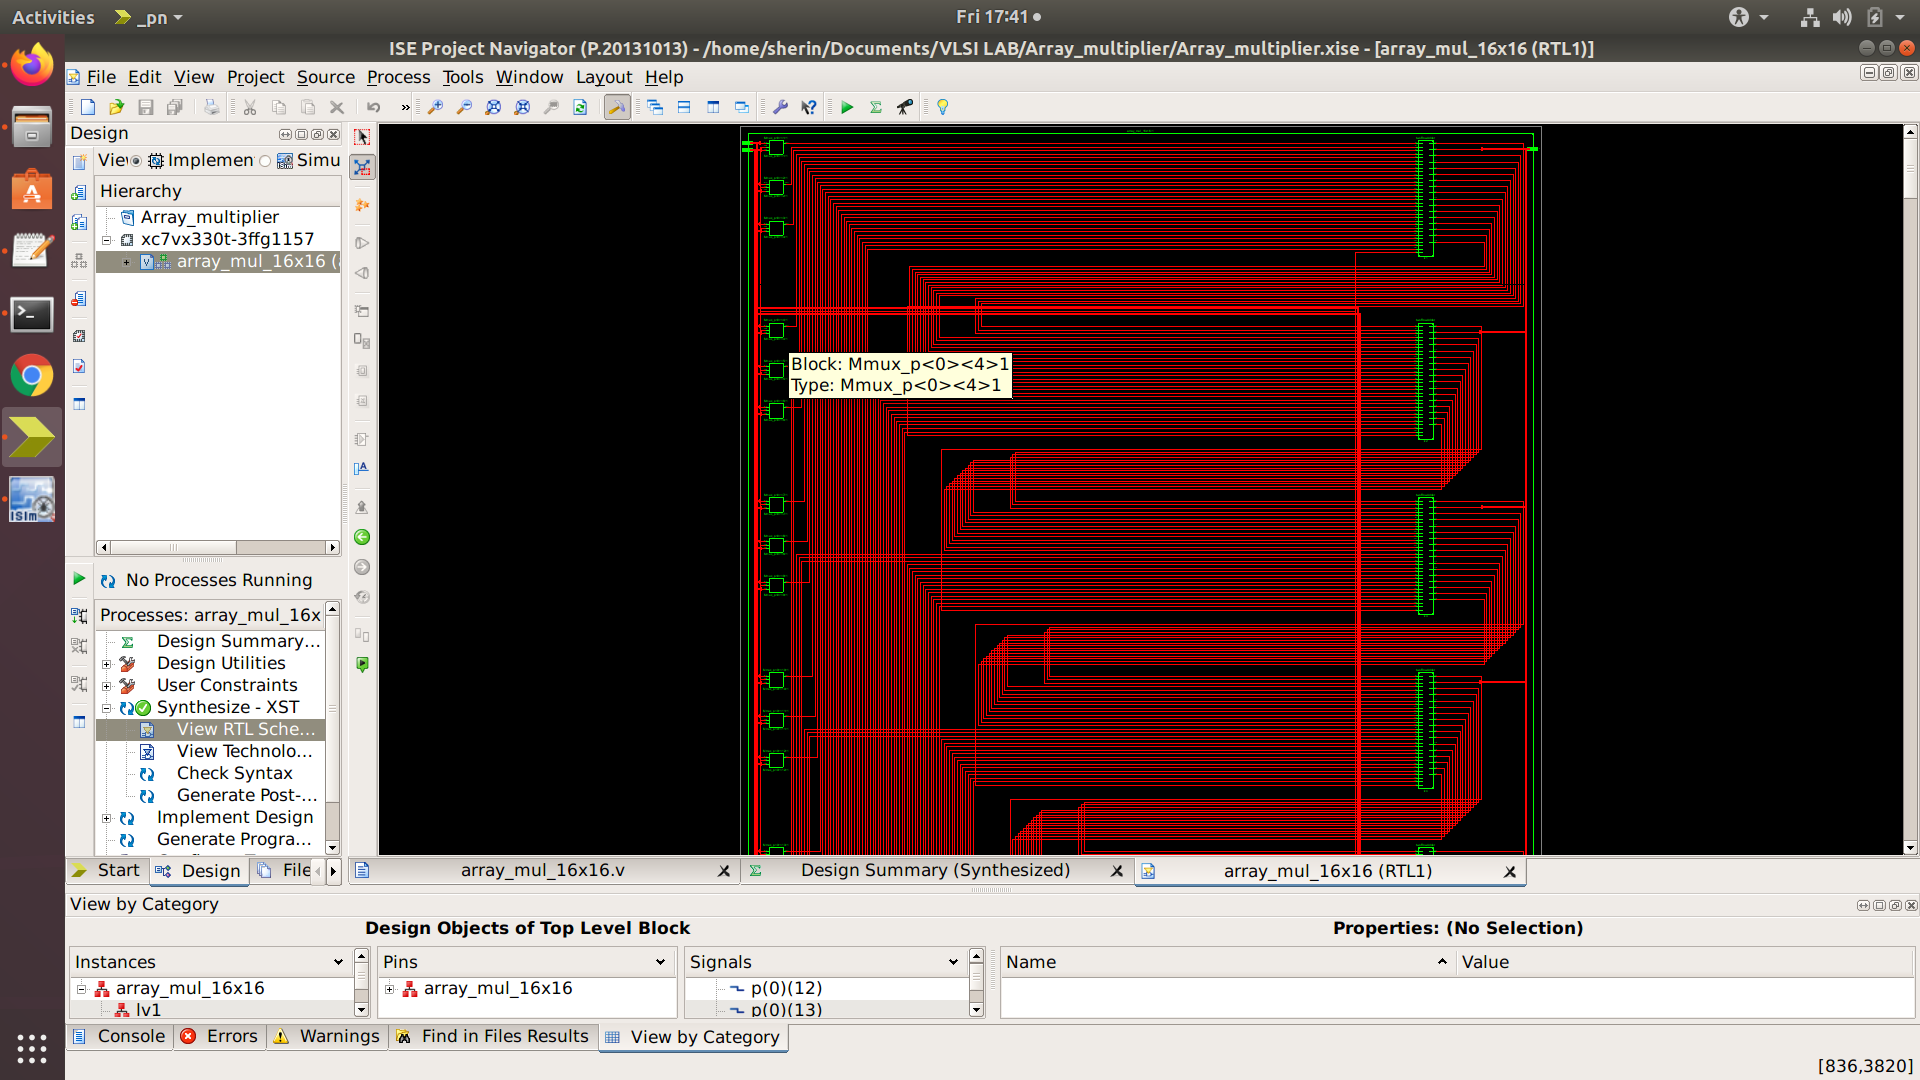 Activities
_pn
Fri 17:41
ISE Project Navigator (P.20131013) - /home/sherin/Documents/VLSI LAB/Array_multiplier/Array_multiplier.xise - [array_mul_16x16 (RTL1)]
File Edit View Project Source Process Tools Window Layout Help
Design
Viev Implemen Simu
Hierarchy
Array_multiplier
xc7vx330t-3ffg1157
array_mul_16x16 (
No Processes Running
Processes: array_mul_16x
Design Summary...
Design Utilities
User Constraints
Synthesize - XST
View RTL Sche...
View Technolo...
Check Syntax
Generate Post-...
Implement Design
Generate Progra...
Block: Mmux_p<0><4>1
Type: Mmux_p<0><4>1
ISim
Start Design File
array_mul_16x16.v
Design Summary (Synthesized)
array_mul_16x16 (RTL1)
View by Category
Design Objects of Top Level Block
Properties: (No Selection)
Instances
array_mul_16x16
lv1
Pins
array_mul_16x16
Signals
p(0)(12)
p(0)(13)
Name Value
Console Errors Warnings Find in Files Results View by Category
[836,3820]